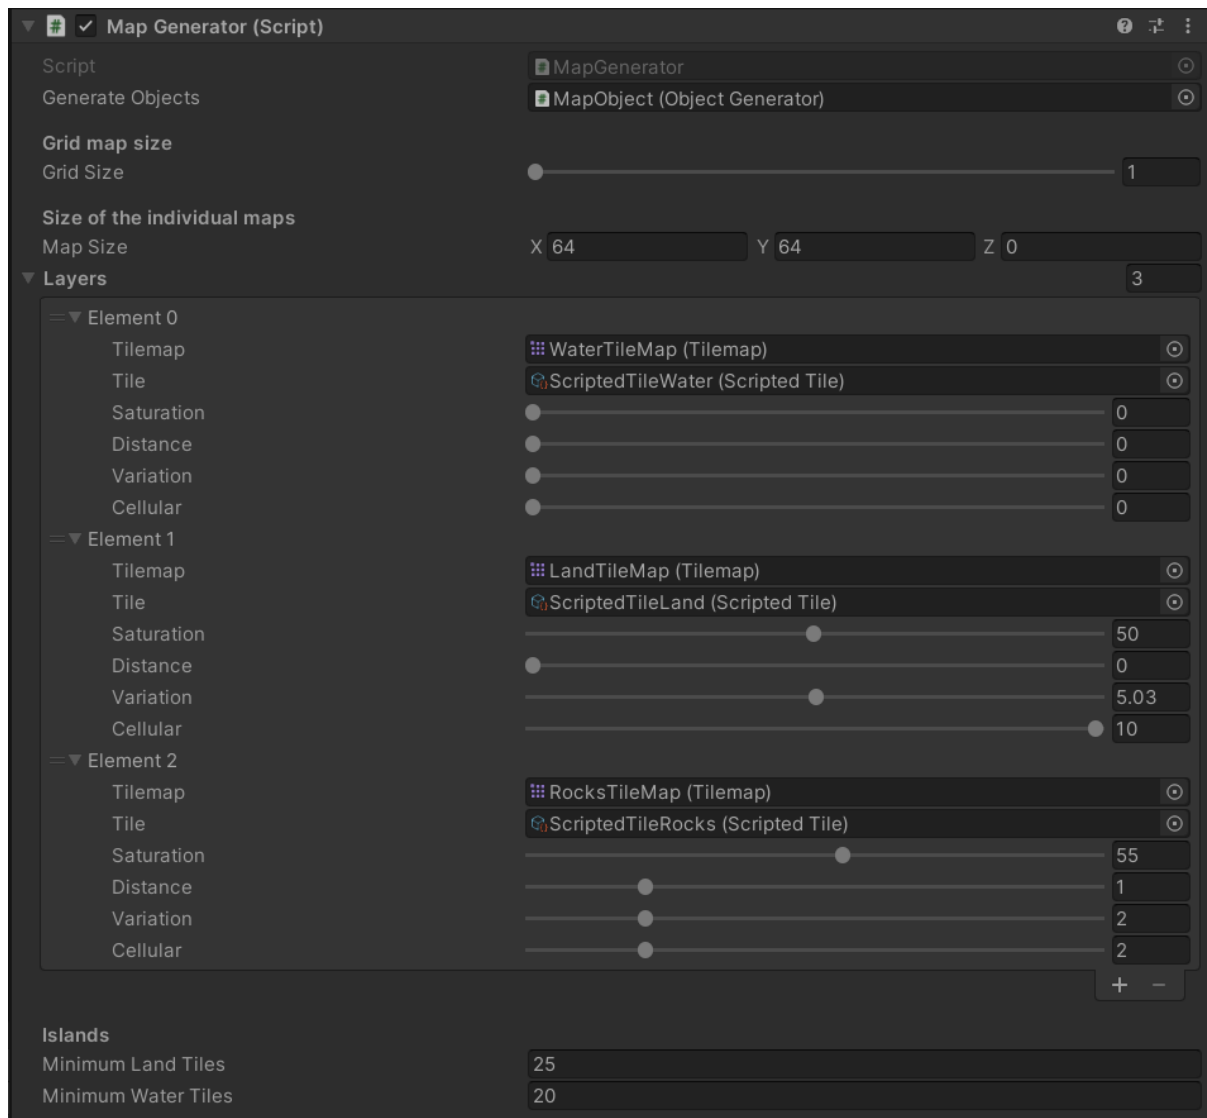 Map Generator (Script)
Script MapGenerator
Generate Objects MapObject (Object Generator)
Grid map size
Grid Size 1
Size of the individual maps
Map Size X 64 Y 64 Z 0
Layers 3
Element 0
Tilemap WaterTileMap (Tilemap)
Tile ScriptedTileWater (Scripted Tile)
Saturation 0
Distance 0
Variation 0
Cellular 0
Element 1
Tilemap LandTileMap (Tilemap)
Tile ScriptedTileLand (Scripted Tile)
Saturation 50
Distance 0
Variation 5.03
Cellular 10
Element 2
Tilemap RocksTileMap (Tilemap)
Tile ScriptedTileRocks (Scripted Tile)
Saturation 55
Distance 1
Variation 2
Cellular 2
+ −
Islands
Minimum Land Tiles 25
Minimum Water Tiles 20